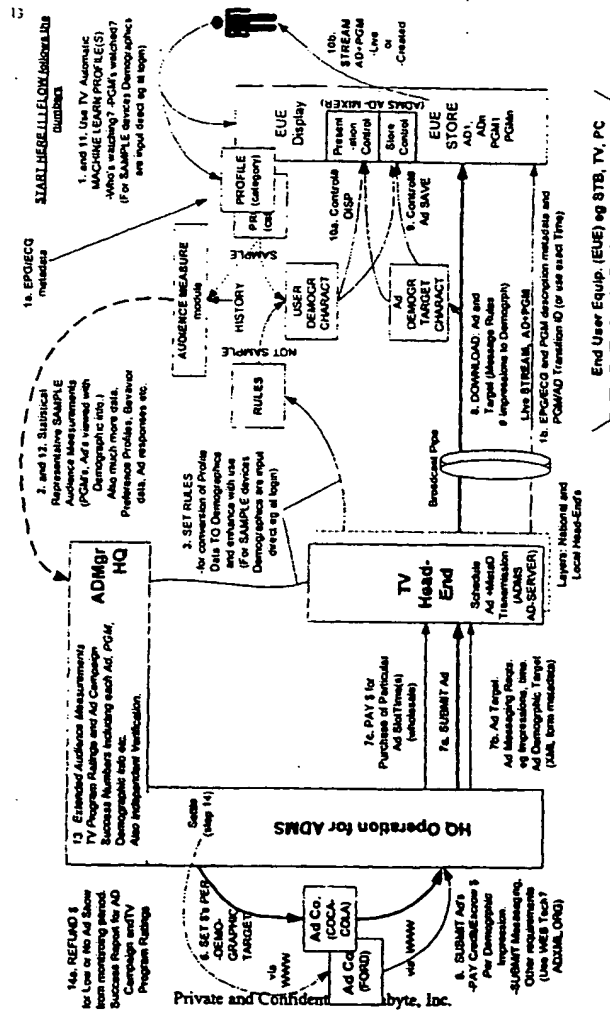 13
START HERE !!! FLOW follows the
numbers
1. and 11. Use TV Automatic
MACHINE LEARN PROFILE(S)
-Who's watching? -PGM's watched?
(For SAMPLE devices Demographics
are input direct eg at login)
1a. EPG/ECG
metadata
2. and 12. Statistical
Representative SAMPLE
Audience Measurements
(PGM's, Ad's viewed with
Demographic info.)
Also much more data.
Preference Profiles, Behavior
data, Ad responses etc.
AUDIENCE MEASURE
module
HISTORY
SAMPLE
NOT SAMPLE
PROFILE
(category)
RULES
USER
DEMOGR
CHARACT
Ad
DEMOGR
TARGET
CHARACT
10a. Controls
DISP
9. Controls
Ad SAVE
EUE
Display
Present
-ation
Control
Store
Control
(ADMS AD-MIXER)
EUE
STORE
AD1,
ADn
PGM1
PGMn
10b.
STREAM
AD+PGM
-Live
or
-Created
3. SET RULES
-for conversion of Profile
Data TO Demographics
and enhance with use
(For SAMPLE devices
Demographics are input
direct eg at login)
ADMgr
HQ
13 Extended Audience Measurements
TV Program Ratings and Ad Campaign
Success Numbers including each Ad, PGM,
Demographic Info etc.
Also Independent Verification.
HQ Operation for ADMS
TV
Head-
End
Schedule
Ad +MetaD
Transmission
(ADMS
AD-SERVER)
Layers: National and
Local Head-End's
Broadcast Pipe
8. DOWNLOAD: Ad and
Target (Message Rules
# Impressions to Demogrph)
Live STREAM, AD+PGM
1b. EPG/ECG and PGM description metadata and
PGM/AD Transition ID (or use exact Time)
End User Equip. (EUE) eg STB, TV, PC
7c. PAY $ for
Purchase of Particular
Ad Slot/Time(s)
(wholesale)
7a. SUBMIT Ad
7b. Ad Target.
Ad Messaging Reqts.
eg Impressions, time.
Ad Demogrphic Target
(XML form metadata)
14a. REFUND $
for Low or No Ad Show
from monitoring period.
Success Report for AD
Campaign and TV
Program Ratings
Settle
(step 14)
6. SET $'s PER
-DEMO-
GRAPHIC
TARGET
via
WWW
Ad Co.
(COCA-
COLA)
Ad Co
(FORD)
via WWW
-PAY Card/Escrow $
Per Demographic
Impression.
-SUBMIT Messaging,
Other requirements
(Use WEB Tech?
ADXML.ORG)
Private and Confident
byte, Inc.